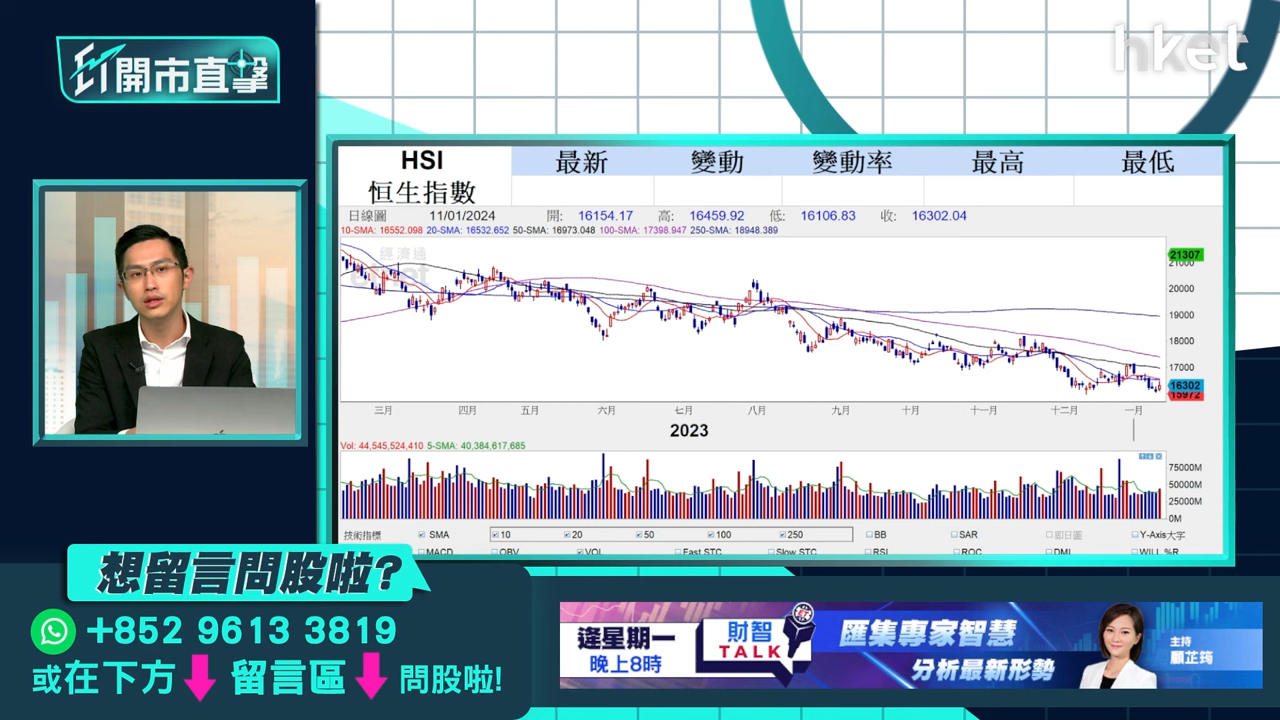 ET開市直擊
hket
HSI 最新 變動 變動率 最高 最低
恒生指數
日線圖 11/01/2024 開: 16154.17 高: 16459.92 低: 16106.83 收: 16302.04
10-SMA: 16552.098 20-SMA: 16532.652 50-SMA: 16973.048 100-SMA: 17398.947 250-SMA: 18948.389
經濟通
21307
21000
20000
19000
18000
17000
16302
15972
三月 四月 五月 六月 七月 八月 九月 十月 十一月 十二月 一月
2023
Vol: 44,545,524,410 5-SMA: 40,384,617,685
75000M
50000M
25000M
0M
技術指標 SMA 10 20 50 100 250 BB SAR 即日圖 Y-Axis大字
MACD OBV VOL Fast STC Slow STC RSI ROC DMI WILL %R
想留言問股啦?
+852 9613 3819
或在下方 留言區 問股啦!
逢星期一
晚上8時
財智
TALK
匯集專家智慧
分析最新形勢
主持
顧芷筠